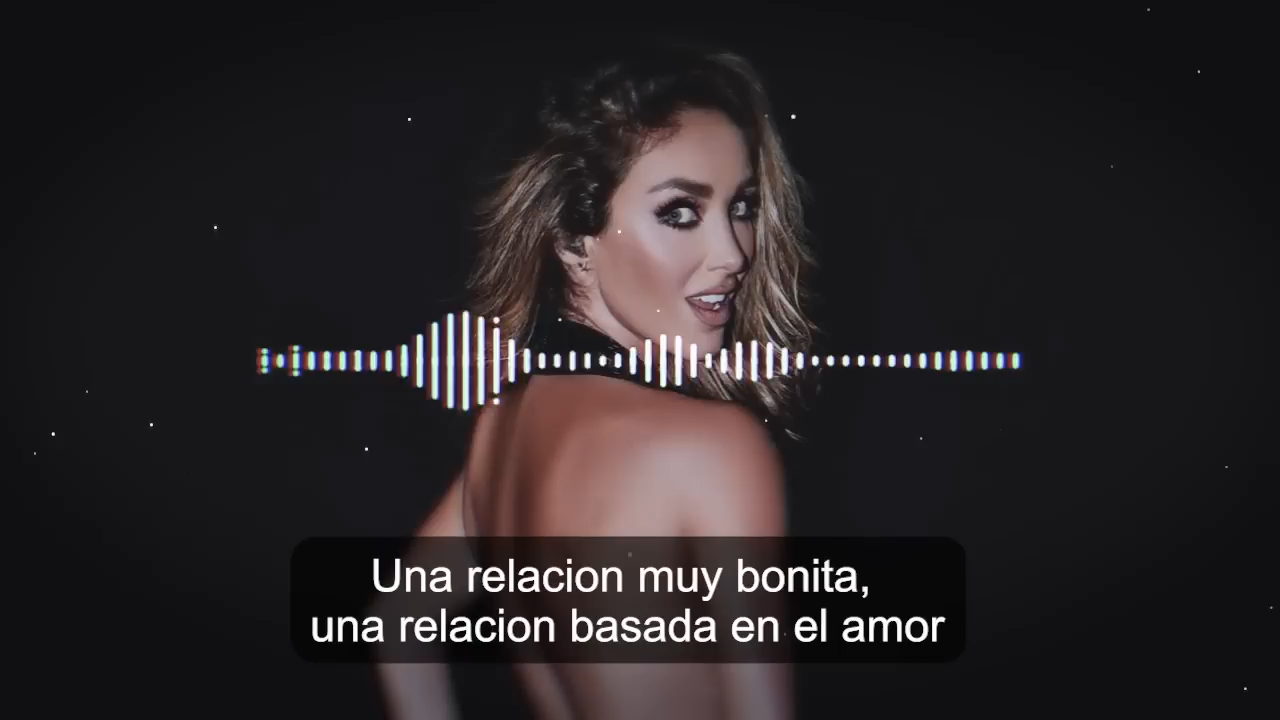 Una relacion muy bonita,
una relacion basada en el amor